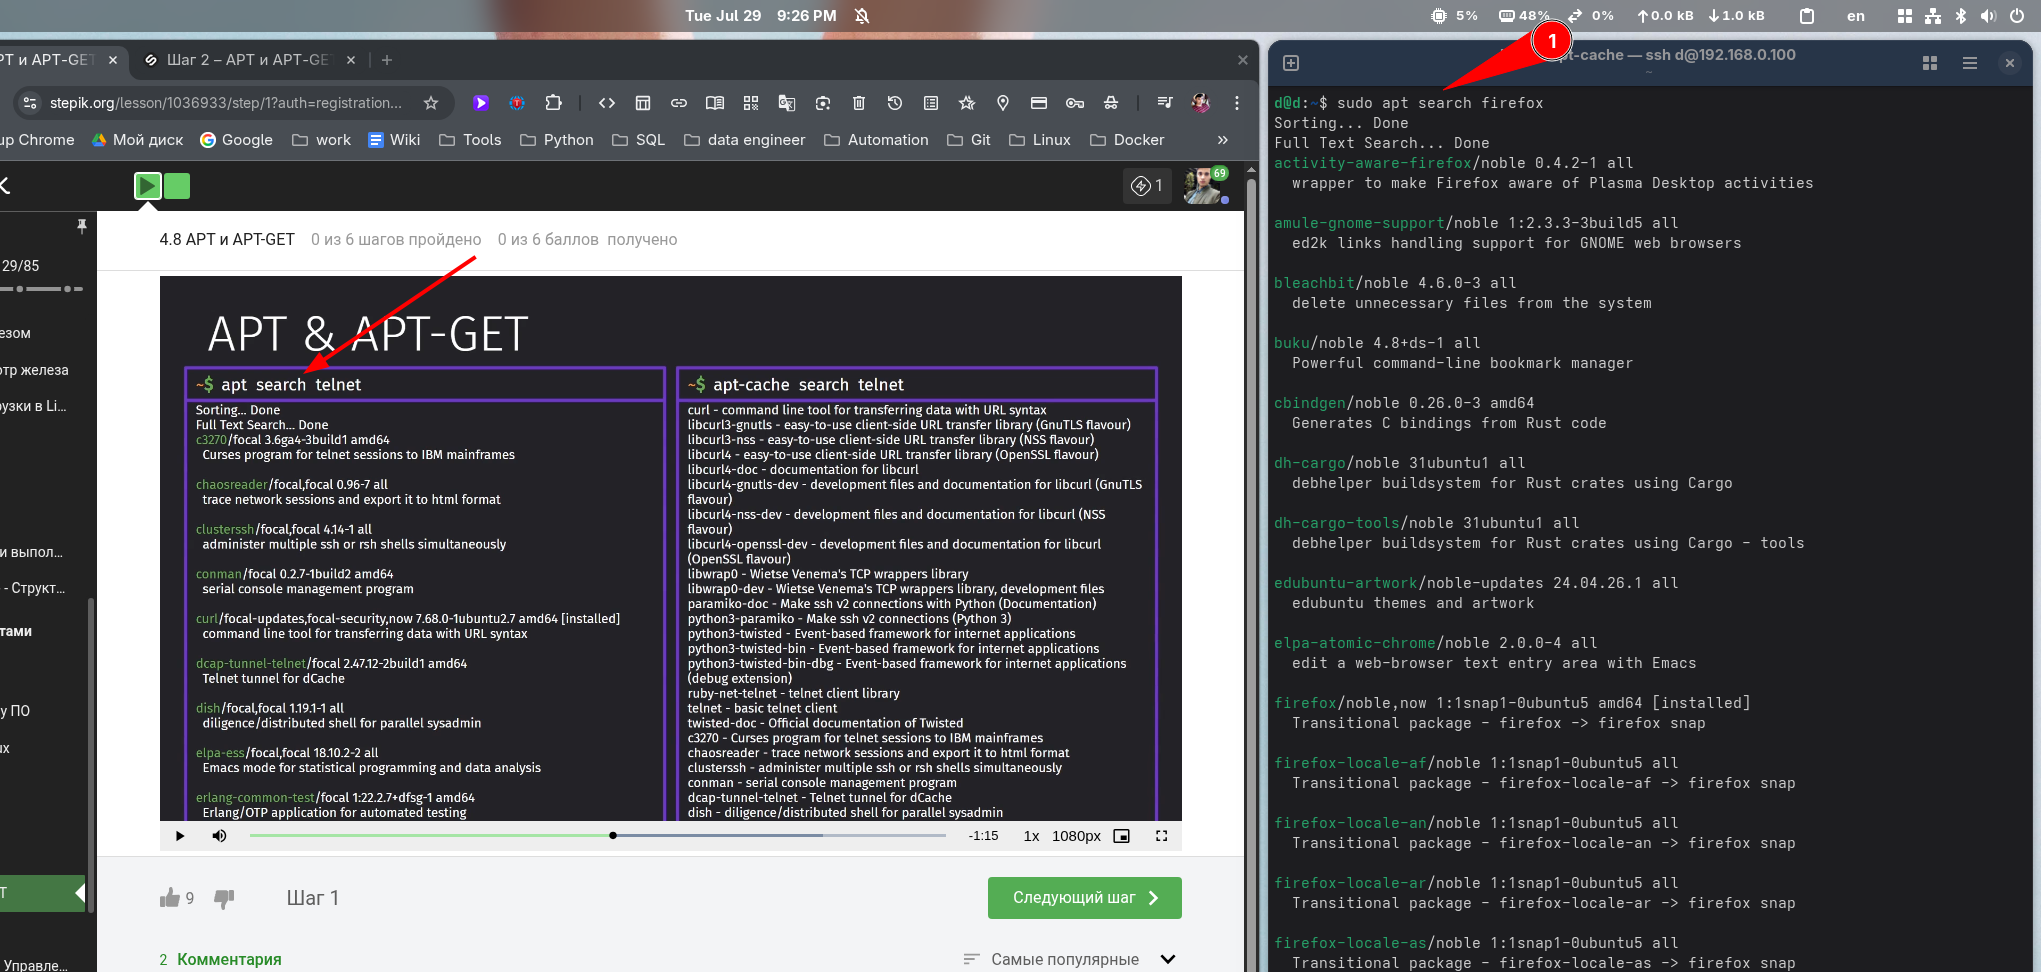 Tue Jul 29 9:26 PM
5% 48% 0% 0.0 kB 1.0 kB en
РТ и APT-GE
Шаг 2 – APT и APT-GE
stepik.org/lesson/1036933/step/1?auth=registration...
up Chrome Мой диск Google work Wiki Tools Python SQL data engineer Automation Git Linux Docker »
1
69
4.8 APT и APT-GET 0 из 6 шагов пройдено 0 из 6 баллов получено
29/85
езом
отр железа
рузки в Li...
и выпол...
- Структ...
тами
у ПО
их
Т
Управле...
APT & APT-GET
~$ apt search telnet
Sorting... Done
Full Text Search... Done
c3270/focal 3.6ga4-3build1 amd64
Curses program for telnet sessions to IBM mainframes
chaosreader/focal,focal 0.96-7 all
trace network sessions and export it to html format
clusterssh/focal,focal 4.14-1 all
administer multiple ssh or rsh shells simultaneously
conman/focal 0.2.7-1build2 amd64
serial console management program
curl/focal-updates,focal-security,now 7.68.0-1ubuntu2.7 amd64 [installed]
command line tool for transferring data with URL syntax
dcap-tunnel-telnet/focal 2.47.12-2build1 amd64
Telnet tunnel for dCache
dish/focal,focal 1.19.1-1 all
diligence/distributed shell for parallel sysadmin
elpa-ess/focal,focal 18.10.2-2 all
Emacs mode for statistical programming and data analysis
erlang-common-test/focal 1:22.2.7+dfsg-1 amd64
Erlang/OTP application for automated testing
~$ apt-cache search telnet
curl - command line tool for transferring data with URL syntax
libcurl3-gnutls - easy-to-use client-side URL transfer library (GnuTLS flavour)
libcurl3-nss - easy-to-use client-side URL transfer library (NSS flavour)
libcurl4 - easy-to-use client-side URL transfer library (OpenSSL flavour)
libcurl4-doc - documentation for libcurl
libcurl4-gnutls-dev - development files and documentation for libcurl (GnuTLS
flavour)
libcurl4-nss-dev - development files and documentation for libcurl (NSS
flavour)
libcurl4-openssl-dev - development files and documentation for libcurl
(OpenSSL flavour)
libwrap0 - Wietse Venema's TCP wrappers library
libwrap0-dev - Wietse Venema's TCP wrappers library, development files
paramiko-doc - Make ssh v2 connections with Python (Documentation)
python3-paramiko - Make ssh v2 connections (Python 3)
python3-twisted - Event-based framework for internet applications
python3-twisted-bin - Event-based framework for internet applications
python3-twisted-bin-dbg - Event-based framework for internet applications
(debug extension)
ruby-net-telnet - telnet client library
telnet - basic telnet client
twisted-doc - Official documentation of Twisted
c3270 - Curses program for telnet sessions to IBM mainframes
chaosreader - trace network sessions and export it to html format
clusterssh - administer multiple ssh or rsh shells simultaneously
conman - serial console management program
dcap-tunnel-telnet - Telnet tunnel for dCache
dish - diligence/distributed shell for parallel sysadmin
-1:15 1x 1080px
9 Шаг 1 Следующий шаг
2 Комментария Самые популярные
1
pt-cache — ssh d@192.168.0.100
~
d@d:~$ sudo apt search firefox
Sorting... Done
Full Text Search... Done
activity-aware-firefox/noble 0.4.2-1 all
wrapper to make Firefox aware of Plasma Desktop activities
amule-gnome-support/noble 1:2.3.3-3build5 all
ed2k links handling support for GNOME web browsers
bleachbit/noble 4.6.0-3 all
delete unnecessary files from the system
buku/noble 4.8+ds-1 all
Powerful command-line bookmark manager
cbindgen/noble 0.26.0-3 amd64
Generates C bindings from Rust code
dh-cargo/noble 31ubuntu1 all
debhelper buildsystem for Rust crates using Cargo
dh-cargo-tools/noble 31ubuntu1 all
debhelper buildsystem for Rust crates using Cargo - tools
edubuntu-artwork/noble-updates 24.04.26.1 all
edubuntu themes and artwork
elpa-atomic-chrome/noble 2.0.0-4 all
edit a web-browser text entry area with Emacs
firefox/noble,now 1:1snap1-0ubuntu5 amd64 [installed]
Transitional package - firefox -> firefox snap
firefox-locale-af/noble 1:1snap1-0ubuntu5 all
Transitional package - firefox-locale-af -> firefox snap
firefox-locale-an/noble 1:1snap1-0ubuntu5 all
Transitional package - firefox-locale-an -> firefox snap
firefox-locale-ar/noble 1:1snap1-0ubuntu5 all
Transitional package - firefox-locale-ar -> firefox snap
firefox-locale-as/noble 1:1snap1-0ubuntu5 all
Transitional package - firefox-locale-as -> firefox snap